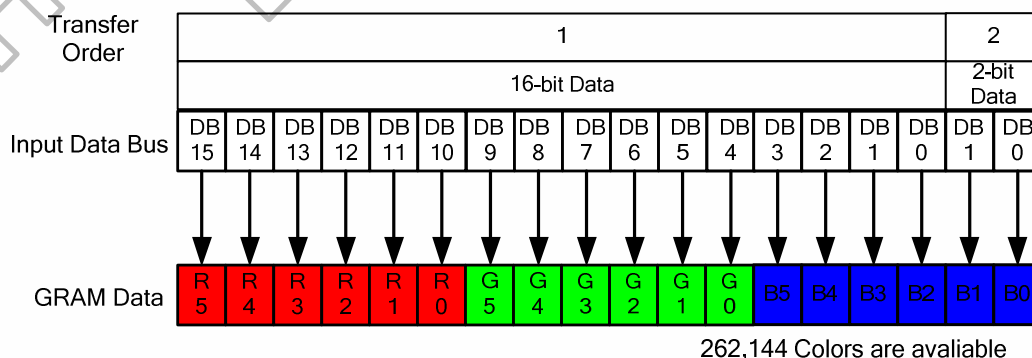 Transfer Order 1 2
16-bit Data 2-bit Data
Input Data Bus DB 15 DB 14 DB 13 DB 12 DB 11 DB 10 DB 9 DB 8 DB 7 DB 6 DB 5 DB 4 DB 3 DB 2 DB 1 DB 0 DB 1 DB 0
GRAM Data R 5 R 4 R 3 R 2 R 1 R 0 G 5 G 4 G 3 G 2 G 1 G 0 B5 B4 B3 B2 B1 B0
262,144 Colors are avaliable